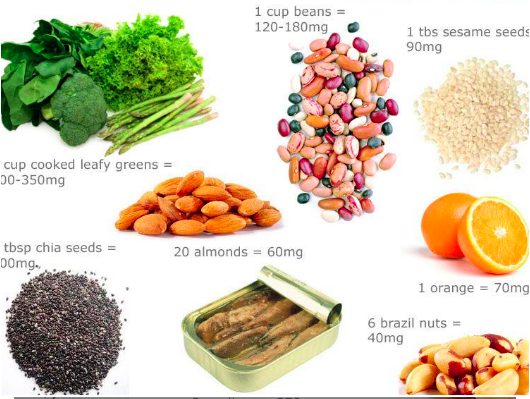 1 cup beans =
120-180mg
1 tbs sesame seeds
90mg
cup cooked leafy greens =
00-350mg
tbsp chia seeds =
00mg
20 almonds = 60mg
1 orange = 70mg
6 brazil nuts =
40mg